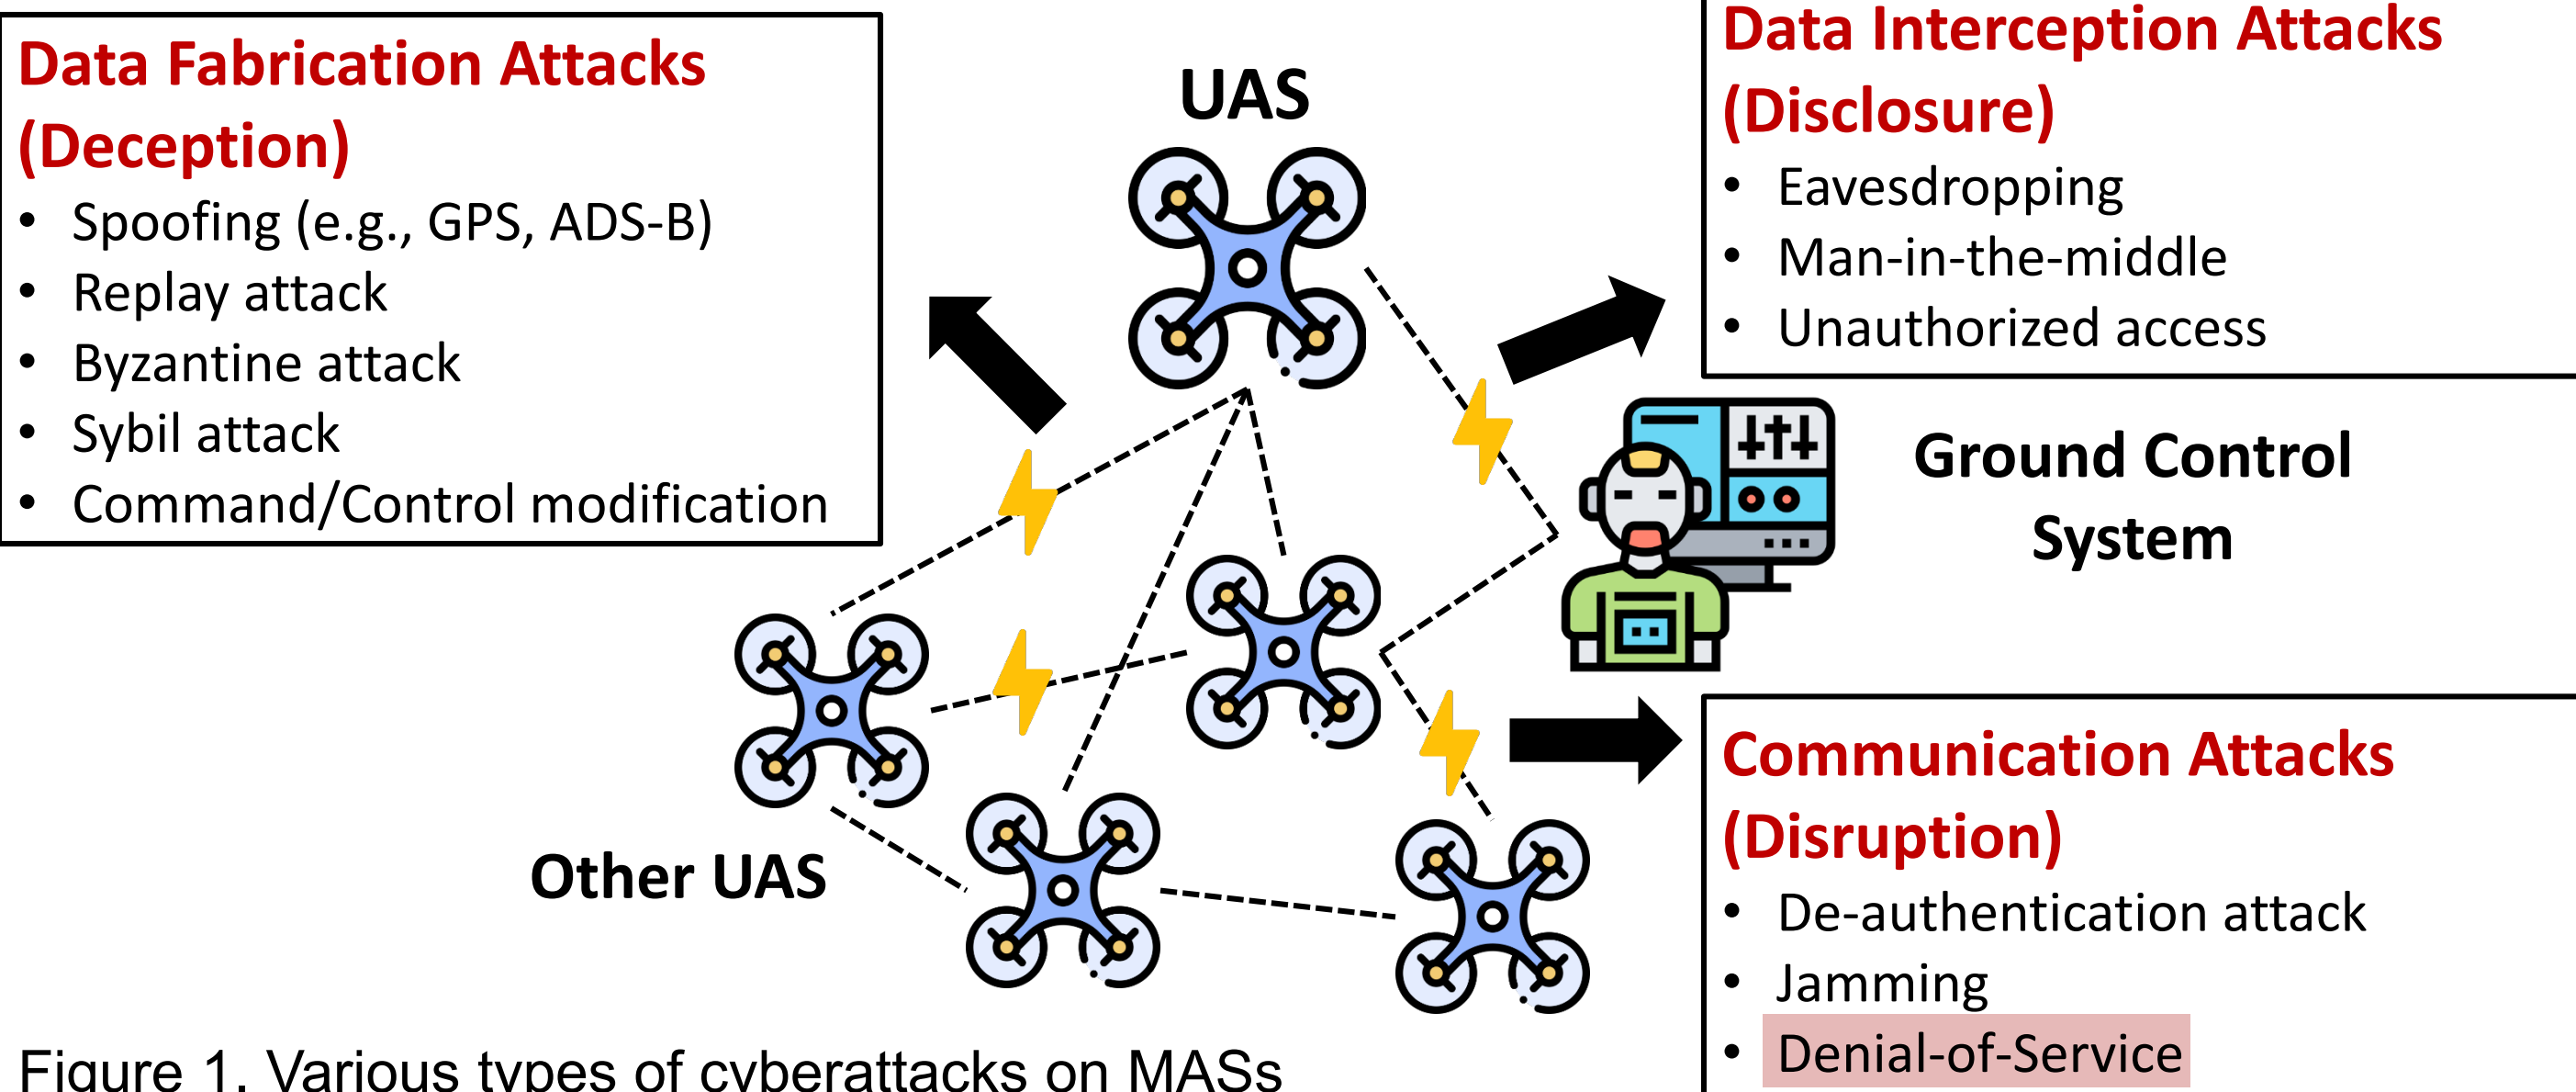 Data Fabrication Attacks
(Deception)
• Spoofing (e.g., GPS, ADS-B)
• Replay attack
• Byzantine attack
• Sybil attack
• Command/Control modification
UAS
Data Interception Attacks
(Disclosure)
• Eavesdropping
• Man-in-the-middle
• Unauthorized access
Ground Control
System
Other UAS
Communication Attacks
(Disruption)
• De-authentication attack
• Jamming
• Denial-of-Service
Figure 1. Various types of cyberattacks on MASs